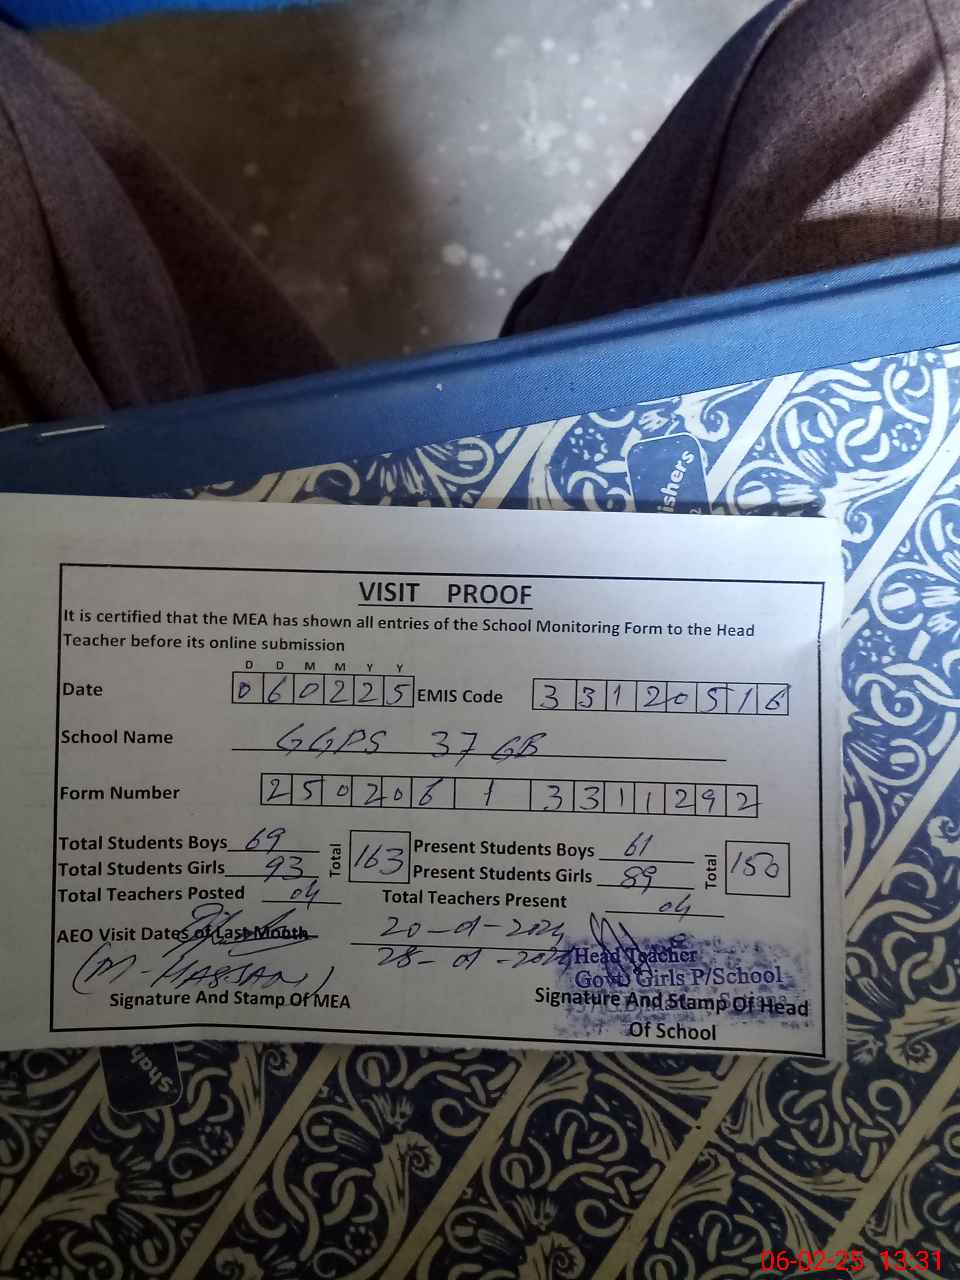 ishers
VISIT PROOF
It is certified that the MEA has shown all entries of the School Monitoring Form to the Head
Teacher before its online submission
D D M M Y Y
Date 0 6 0 2 2 5 EMIS Code 3 3 1 2 0 5 1 6
School Name GGPS 37 GB
Form Number 2 5 0 2 0 6 1 3 3 1 1 2 9 2
Total Students Boys 69 Total 163 Present Students Boys 61 Total 150
Total Students Girls 93 Present Students Girls 89
Total Teachers Posted 04 Total Teachers Present 04
AEO Visit Dates of Last Month 20-01-2024
28-01-2024
(M-HASSAN)
Head Teacher
Govt. Girls P/School
Signature And Stamp Of MEA Signature And Stamp Of Head
Of School
Shah
06-02-25 13:31